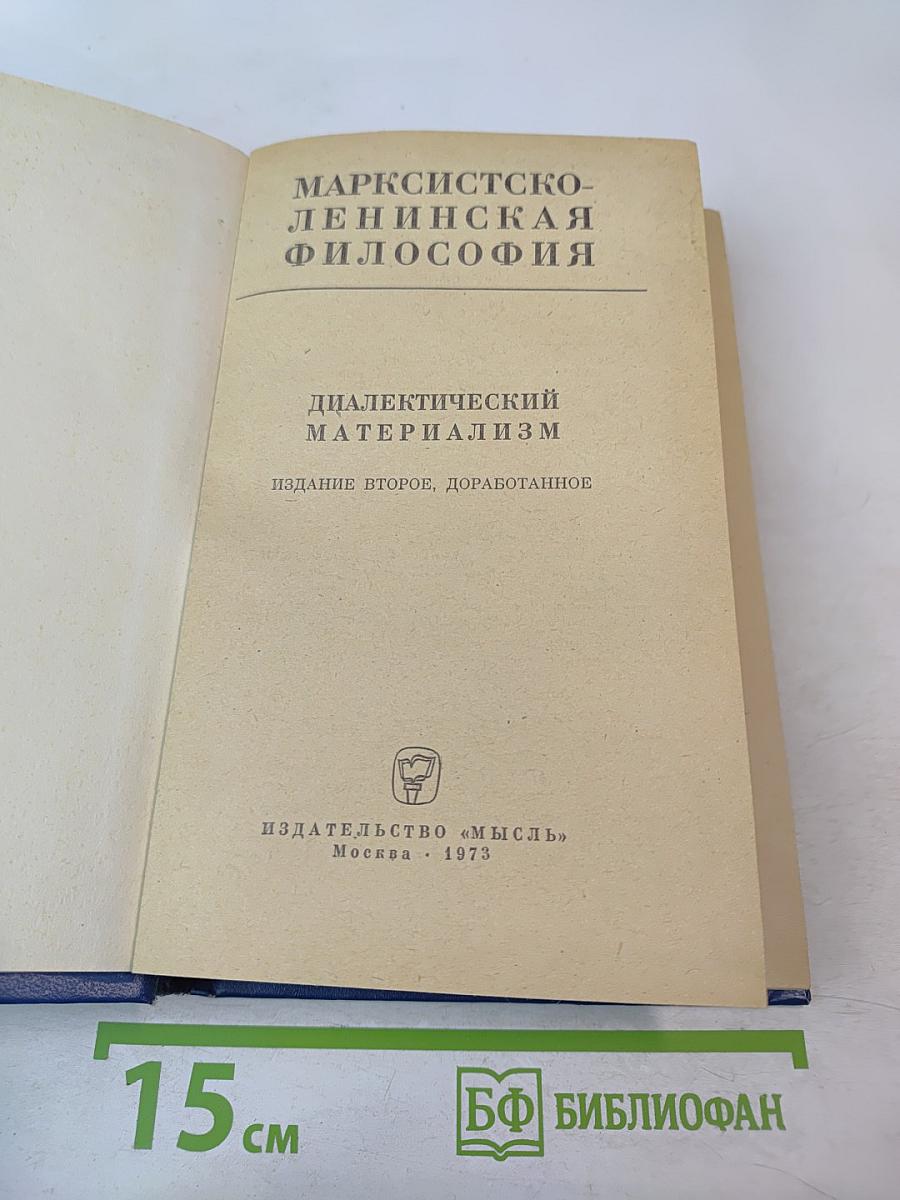 МАРКСИСТСКО-
ЛЕНИНСКАЯ
ФИЛОСОФИЯ
ДИАЛЕКТИЧЕСКИЙ
МАТЕРИАЛИЗМ
ИЗДАНИЕ ВТОРОЕ, ДОРАБОТАННОЕ
ИЗДАТЕЛЬСТВО «МЫСЛЬ»
Москва · 1973
15 см
БФ БИБЛИОФАН